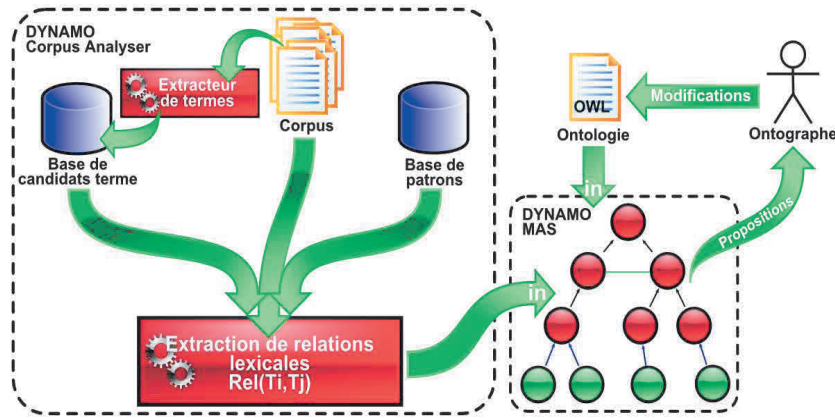 DYNAMO
Corpus Analyser
Extracteur
de termes
Corpus
Base de
candidats terme
Base de
patrons
Extraction de relations
lexicales
Rel(Ti,Tj)
OWL
Ontologie
Modifications
Ontographe
in
DYNAMO
MAS
Propositions
in